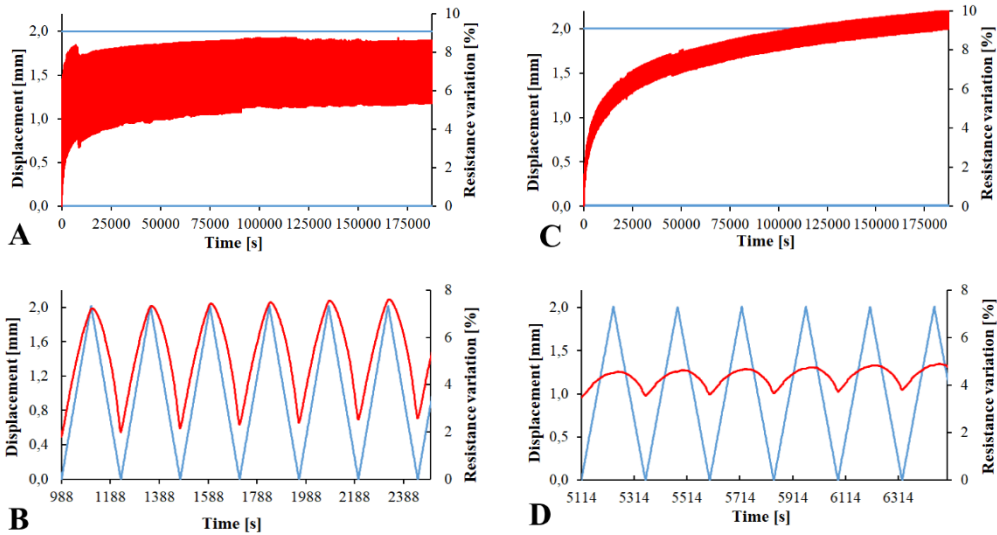 Displacement [mm]
2,0
1,5
1,0
0,5
0,0
10
8
6
4
2
0
Resistance variation [%]
0 25000 50000 75000 100000 125000 150000 175000
Time [s]
A
Displacement [mm]
2,0
1,5
1,0
0,5
0,0
10
8
6
4
2
0
Resistance variation [%]
0 25000 50000 75000 100000 125000 150000 175000
Time [s]
C
Displacement [mm]
2,0
1,6
1,2
0,8
0,4
0,0
8
6
4
2
0
Resistance variation [%]
988 1188 1388 1588 1788 1988 2188 2388
Time [s]
B
Displacement [mm]
2,0
1,5
1,0
0,5
0,0
8
6
4
2
0
Resistance variation [%]
5114 5314 5514 5714 5914 6114 6314
Time [s]
D